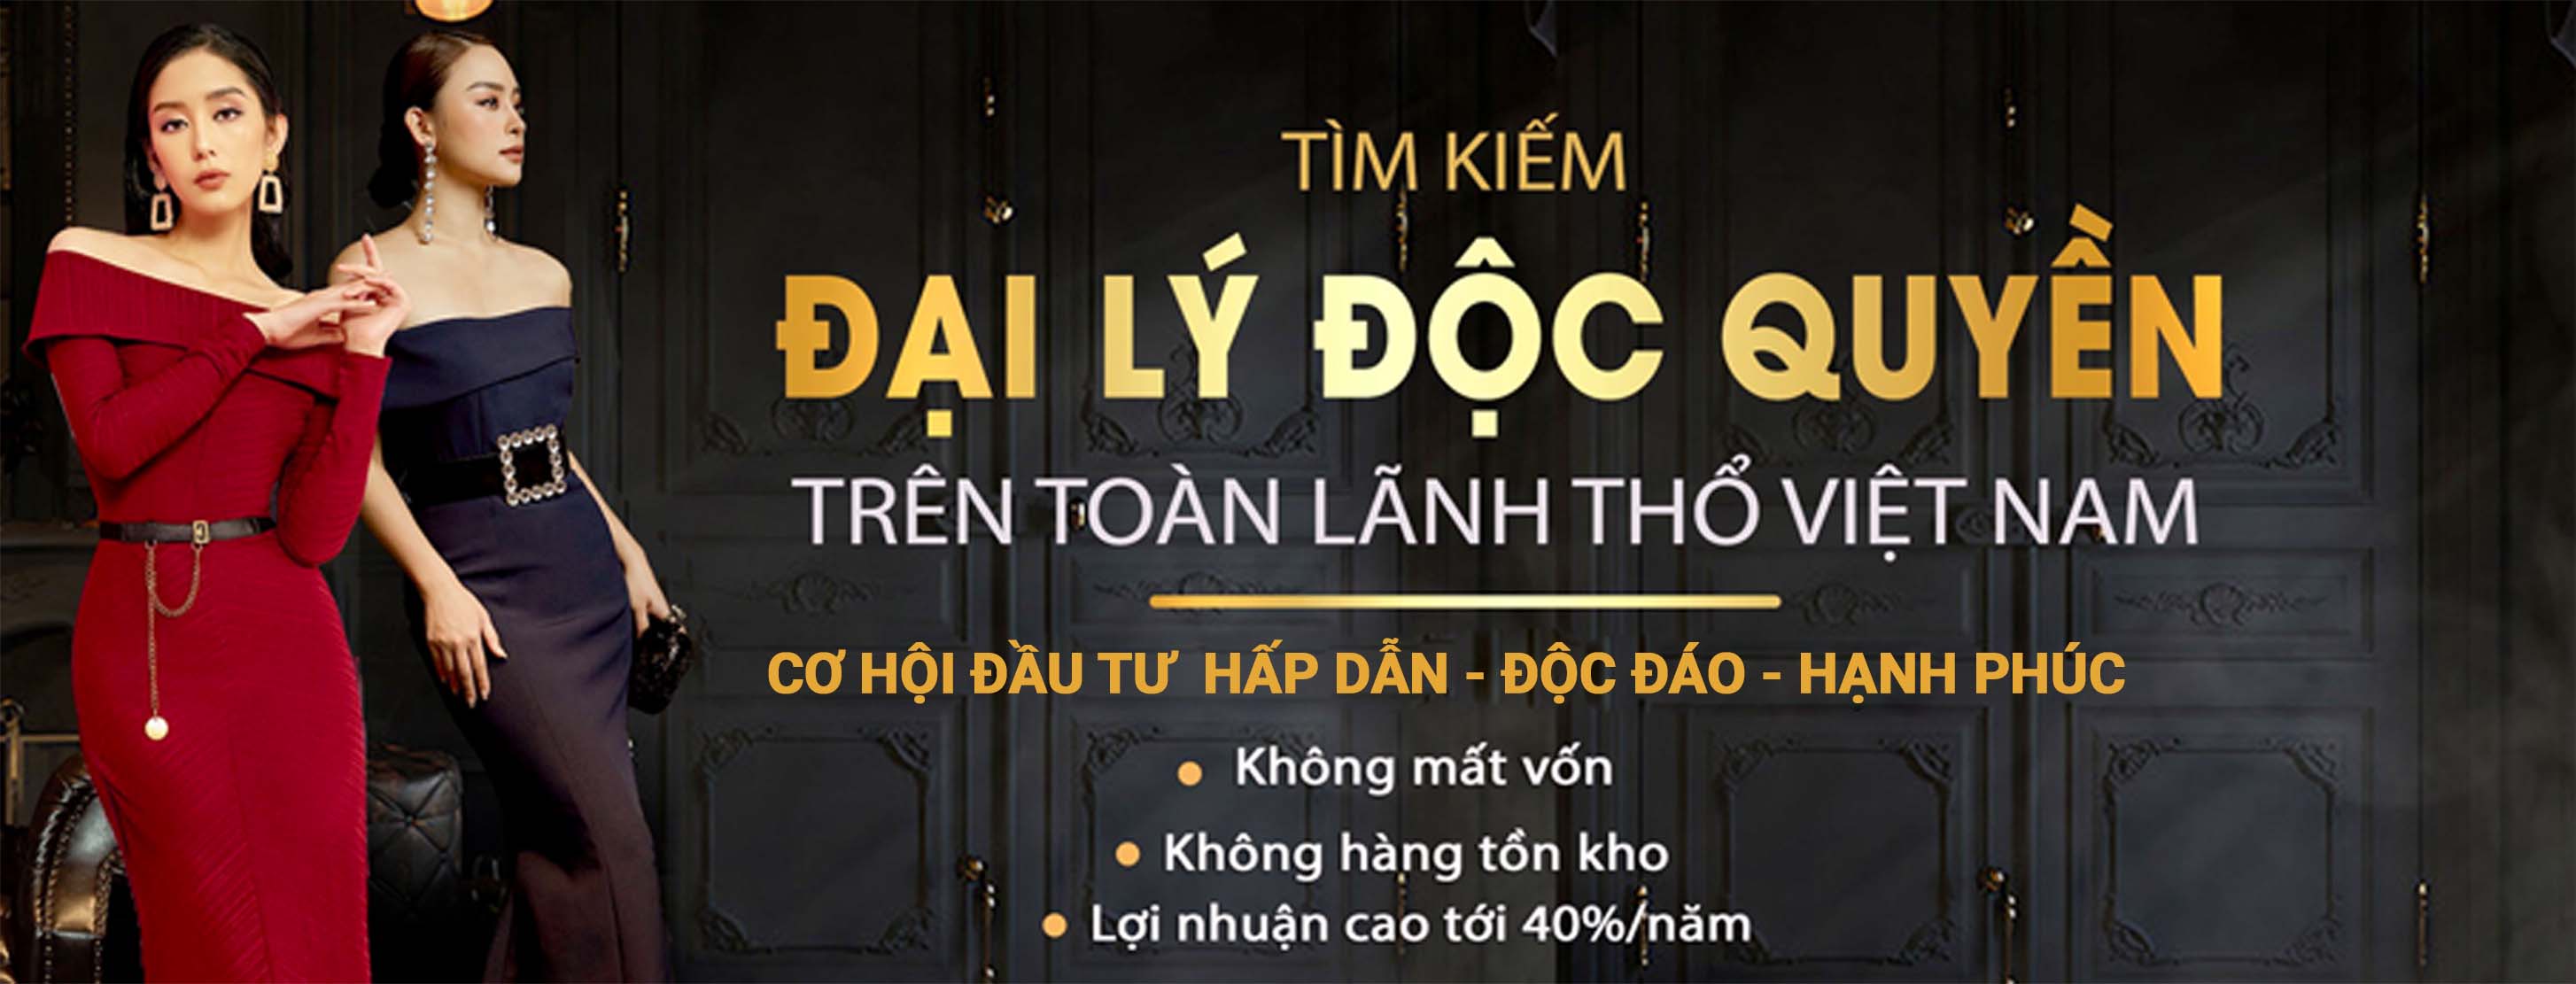 TÌM KIẾM
ĐẠI LÝ ĐỘC QUYỀN
TRÊN TOÀN LÃNH THỔ VIỆT NAM
CƠ HỘI ĐẦU TƯ HẤP DẪN - ĐỘC ĐÁO - HẠNH PHÚC
• Không mất vốn
• Không hàng tồn kho
• Lợi nhuận cao tới 40%/năm